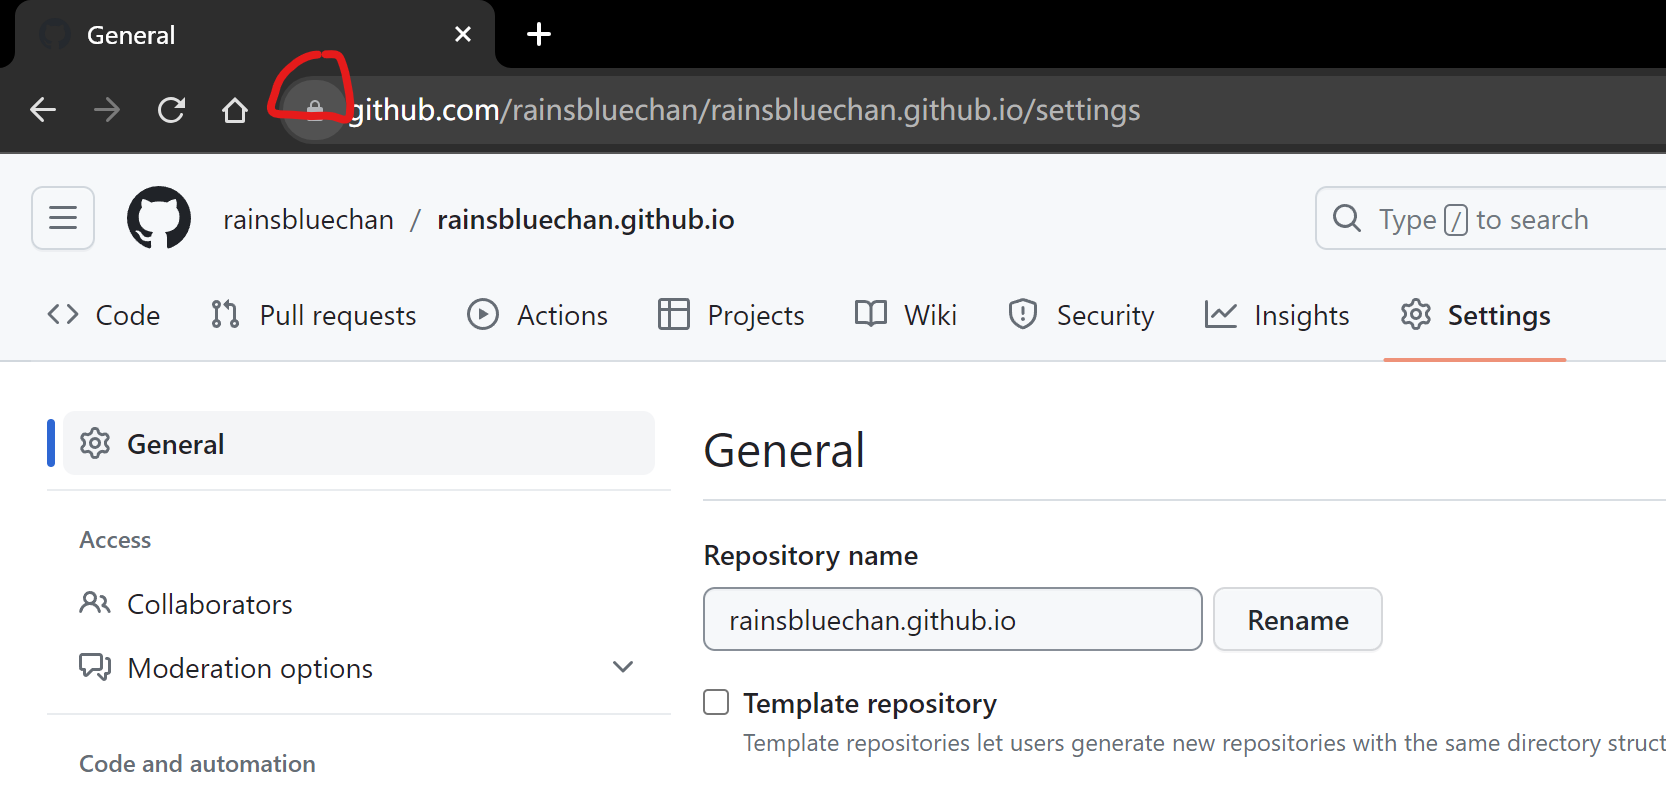 General
github.com/rainsbluechan/rainsbluechan.github.io/settings
rainsbluechan / rainsbluechan.github.io
Type / to search
Code Pull requests Actions Projects Wiki Security Insights Settings
General
General
Access
Repository name
Collaborators
rainsbluechan.github.io Rename
Moderation options
Template repository
Template repositories let users generate new repositories with the same directory struct
Code and automation